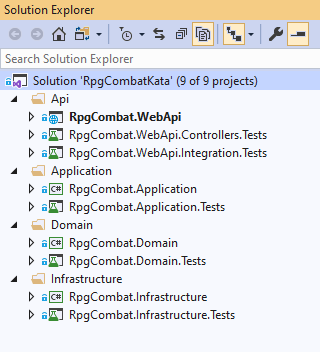 Solution Explorer
Search Solution Explorer
Solution 'RpgCombatKata' (9 of 9 projects)
Api
RpgCombat.WebApi
RpgCombat.WebApi.Controllers.Tests
RpgCombat.WebApi.Integration.Tests
Application
C# RpgCombat.Application
RpgCombat.Application.Tests
Domain
C# RpgCombat.Domain
RpgCombat.Domain.Tests
Infrastructure
C# RpgCombat.Infrastructure
RpgCombat.Infrastructure.Tests